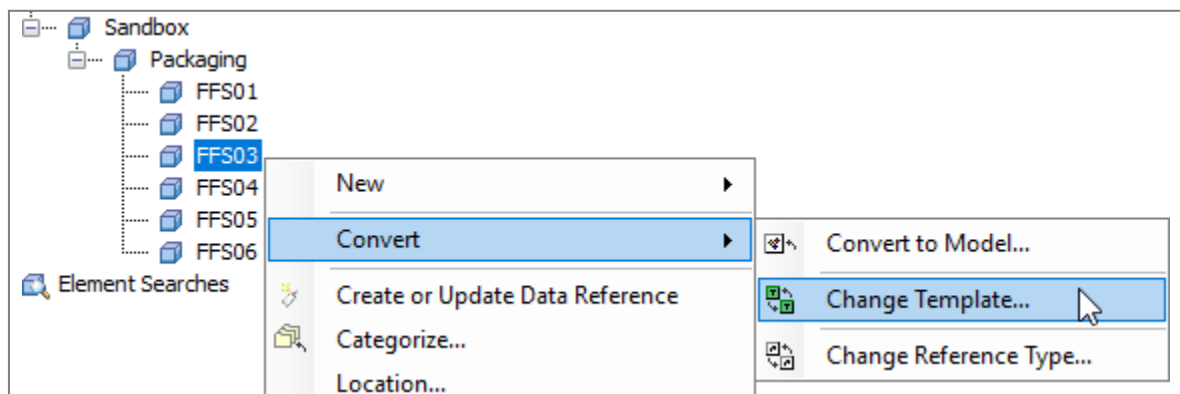 Sandbox
Packaging
FFS01
FFS02
FFS03
FFS04
FFS05
FFS06
Element Searches
New
Convert
Create or Update Data Reference
Categorize...
Location...
Convert to Model...
Change Template...
Change Reference Type...